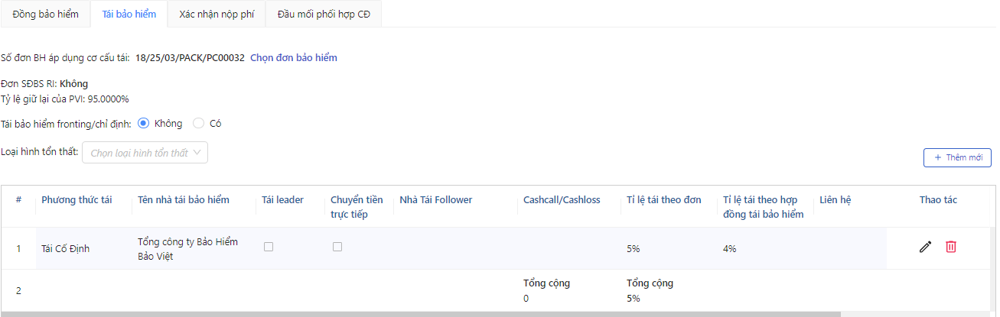 Đồng bảo hiểm Tái bảo hiểm Xác nhận nộp phí Đầu mối phối hợp CĐ
Số đơn BH áp dụng cơ cấu tái: 18/25/03/PACK/PC00032 Chọn đơn bảo hiểm
Đơn SĐBS RI: Không
Tỷ lệ giữ lại của PVI: 95.0000%
Tái bảo hiểm fronting/chỉ định: Không Có
Loại hình tổn thất: Chọn loại hình tổn thất
+ Thêm mới
# Phương thức tái Tên nhà tái bảo hiểm Tái leader Chuyển tiền trực tiếp Nhà Tái Follower Cashcall/Cashloss Tỉ lệ tái theo đơn Tỉ lệ tái theo hợp đồng tái bảo hiểm Liên hệ Thao tác
1 Tái Cố Định Tổng công ty Bảo Hiểm Bảo Việt 5% 4%
2 Tổng cộng Tổng cộng
0 5%